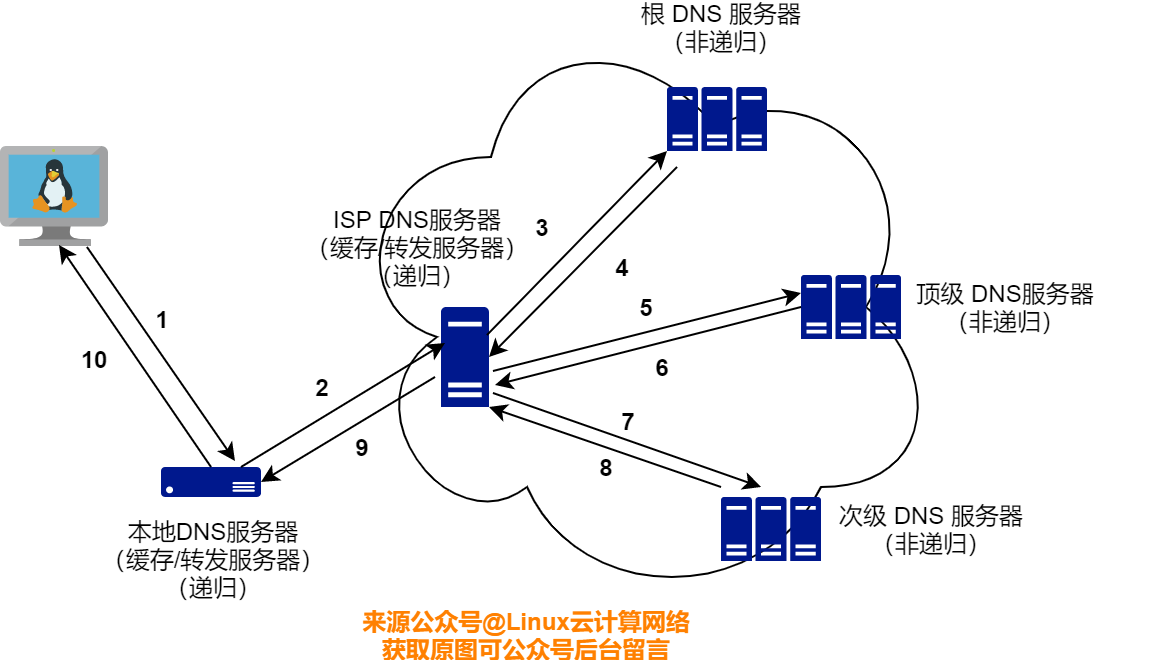 根 DNS 服务器
（非递归）
ISP DNS服务器
（缓存/转发服务器）
（递归）
3
4
5
顶级 DNS服务器
（非递归）
6
1
10
2
7
9
8
本地DNS服务器
（缓存/转发服务器）
（递归）
次级 DNS 服务器
（非递归）
来源公众号@Linux云计算网络
获取原图可公众号后台留言